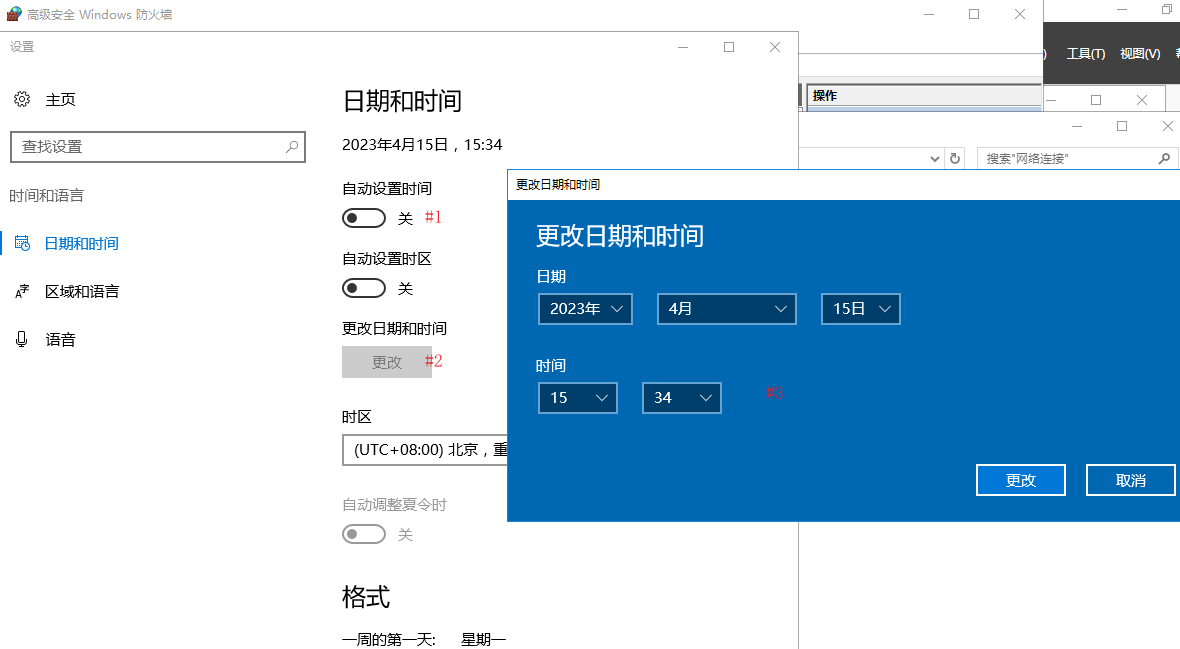 高级安全 Windows 防火墙
设置
主页
查找设置
时间和语言
日期和时间
区域和语言
语音
日期和时间
2023年4月15日，15:34
自动设置时间
关 #1
自动设置时区
关
更改日期和时间
更改 #2
时区
(UTC+08:00) 北京，重
自动调整夏令时
关
格式
一周的第一天: 星期一
工具(T) 视图(V)
操作
搜索"网络连接"
更改日期和时间
更改日期和时间
日期
2023年 4月 15日
时间
15 34 #3
更改 取消